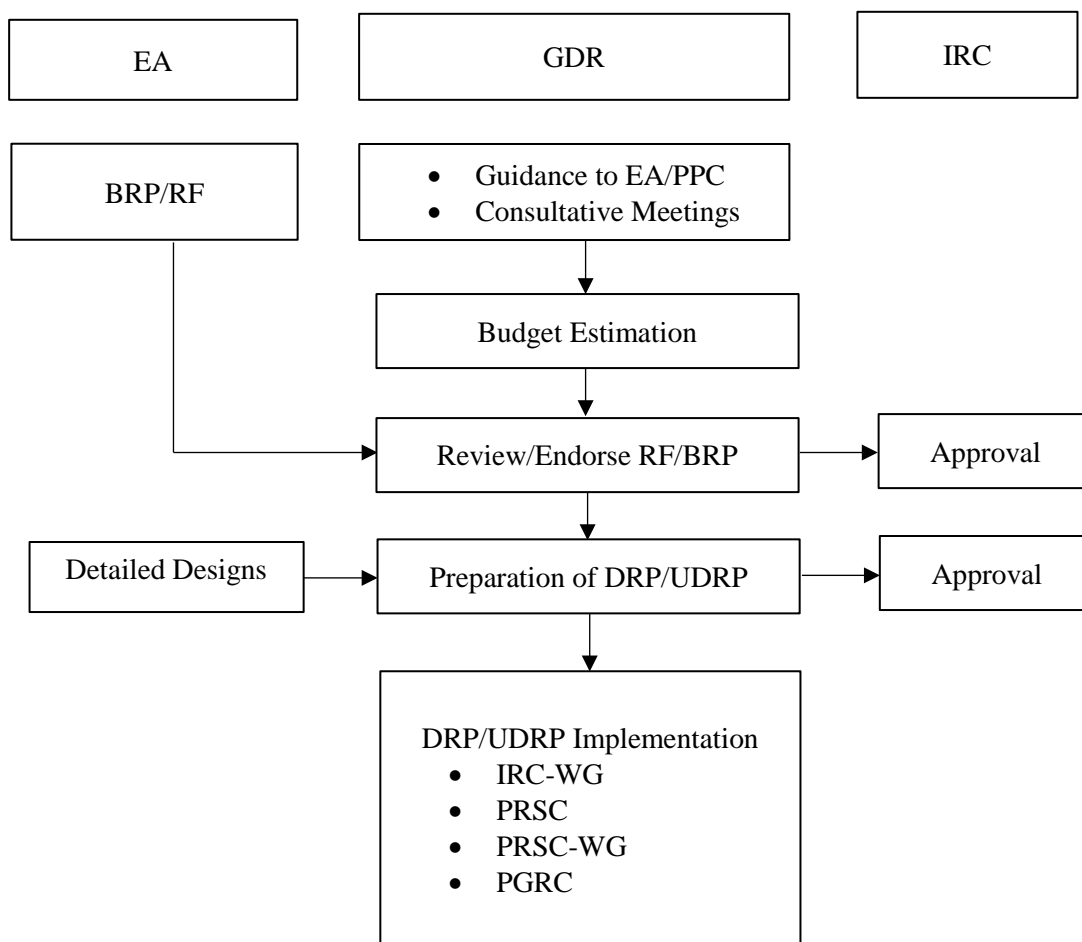 EA
GDR
IRC
BRP/RF
• Guidance to EA/PPC
• Consultative Meetings
Budget Estimation
Review/Endorse RF/BRP
Approval
Detailed Designs
Preparation of DRP/UDRP
Approval
DRP/UDRP Implementation
• IRC-WG
• PRSC
• PRSC-WG
• PGRC